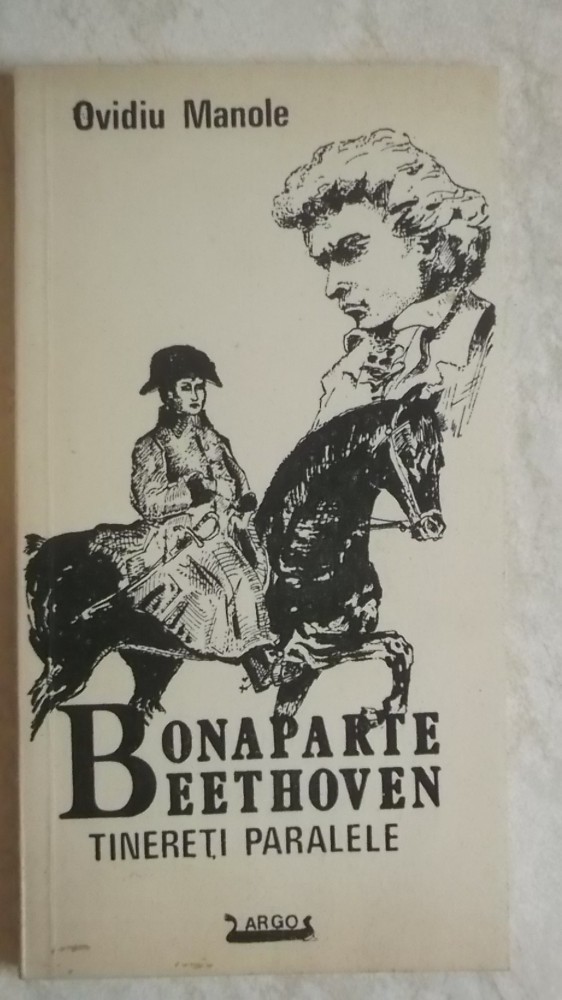 Ovidiu Manole
BONAPARTE
BEETHOVEN
TINEREȚI PARALELE
ARGO